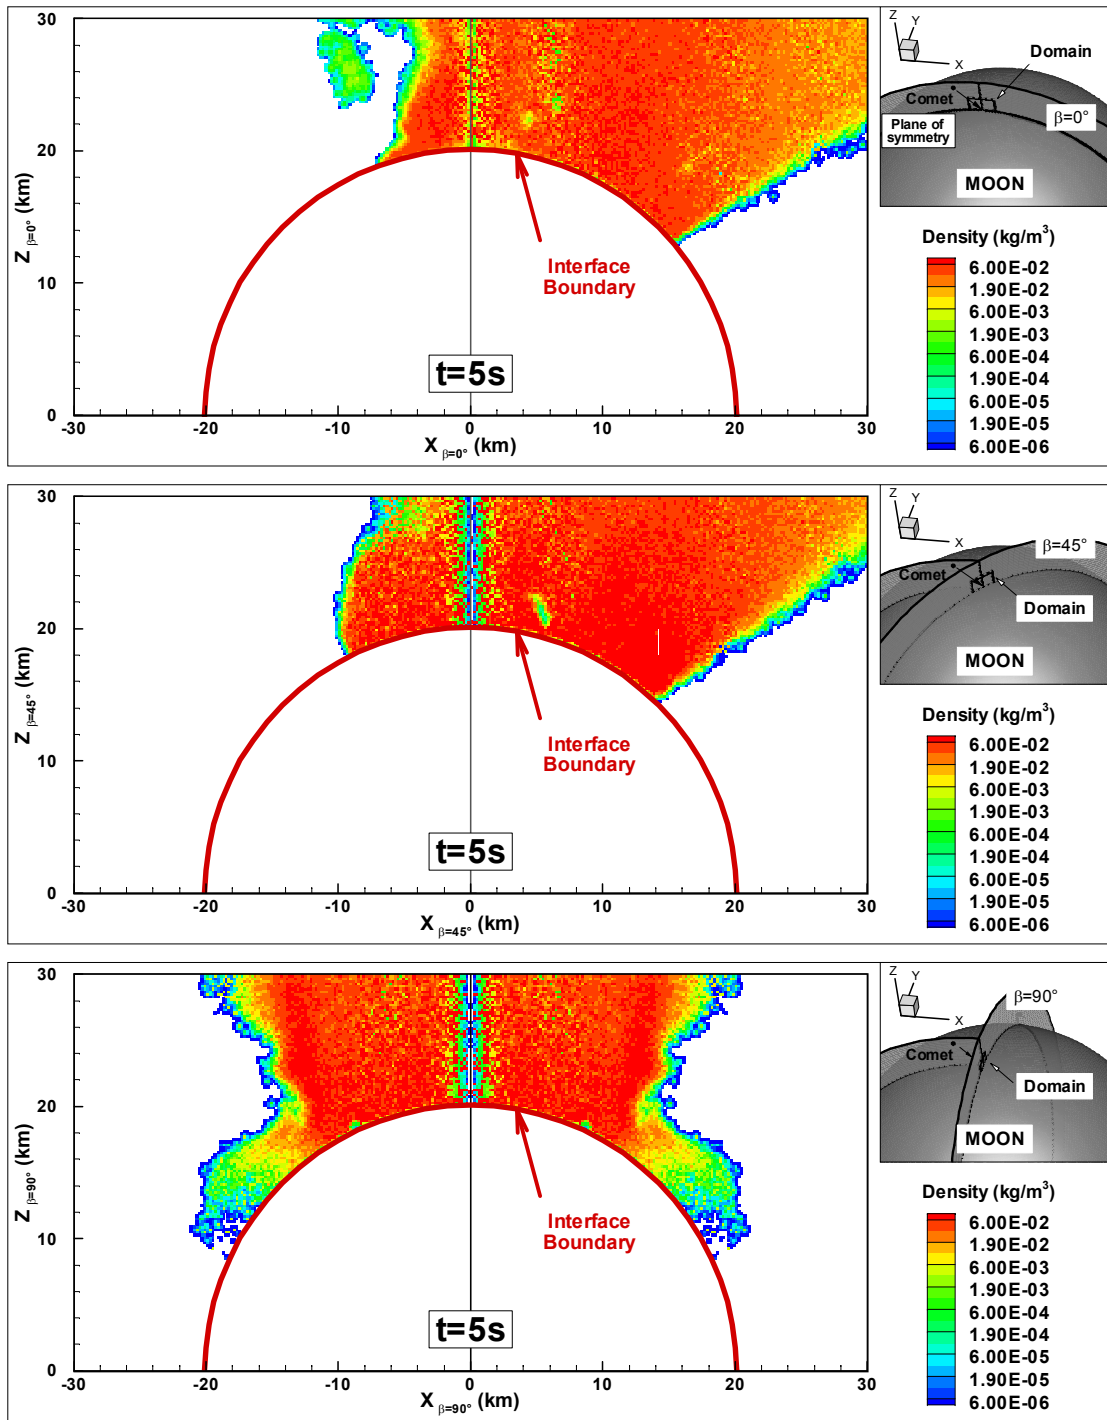 30
20
10
0
Z β=0° (km)
-30 -20 -10 0 10 20 30
X β=0° (km)
Interface
Boundary
t=5s
Z
Y
X
Domain
Comet
β=0°
Plane of
symmetry
MOON
Density (kg/m³)
6.00E-02
1.90E-02
6.00E-03
1.90E-03
6.00E-04
1.90E-04
6.00E-05
1.90E-05
6.00E-06
30
20
10
0
Z β=45° (km)
-30 -20 -10 0 10 20 30
X β=45° (km)
Interface
Boundary
t=5s
Z
Y
X
β=45°
Comet
Domain
MOON
Density (kg/m³)
6.00E-02
1.90E-02
6.00E-03
1.90E-03
6.00E-04
1.90E-04
6.00E-05
1.90E-05
6.00E-06
30
20
10
0
Z β=90° (km)
-30 -20 -10 0 10 20 30
X β=90° (km)
Interface
Boundary
t=5s
Z
Y
X
β=90°
Comet
Domain
MOON
Density (kg/m³)
6.00E-02
1.90E-02
6.00E-03
1.90E-03
6.00E-04
1.90E-04
6.00E-05
1.90E-05
6.00E-06